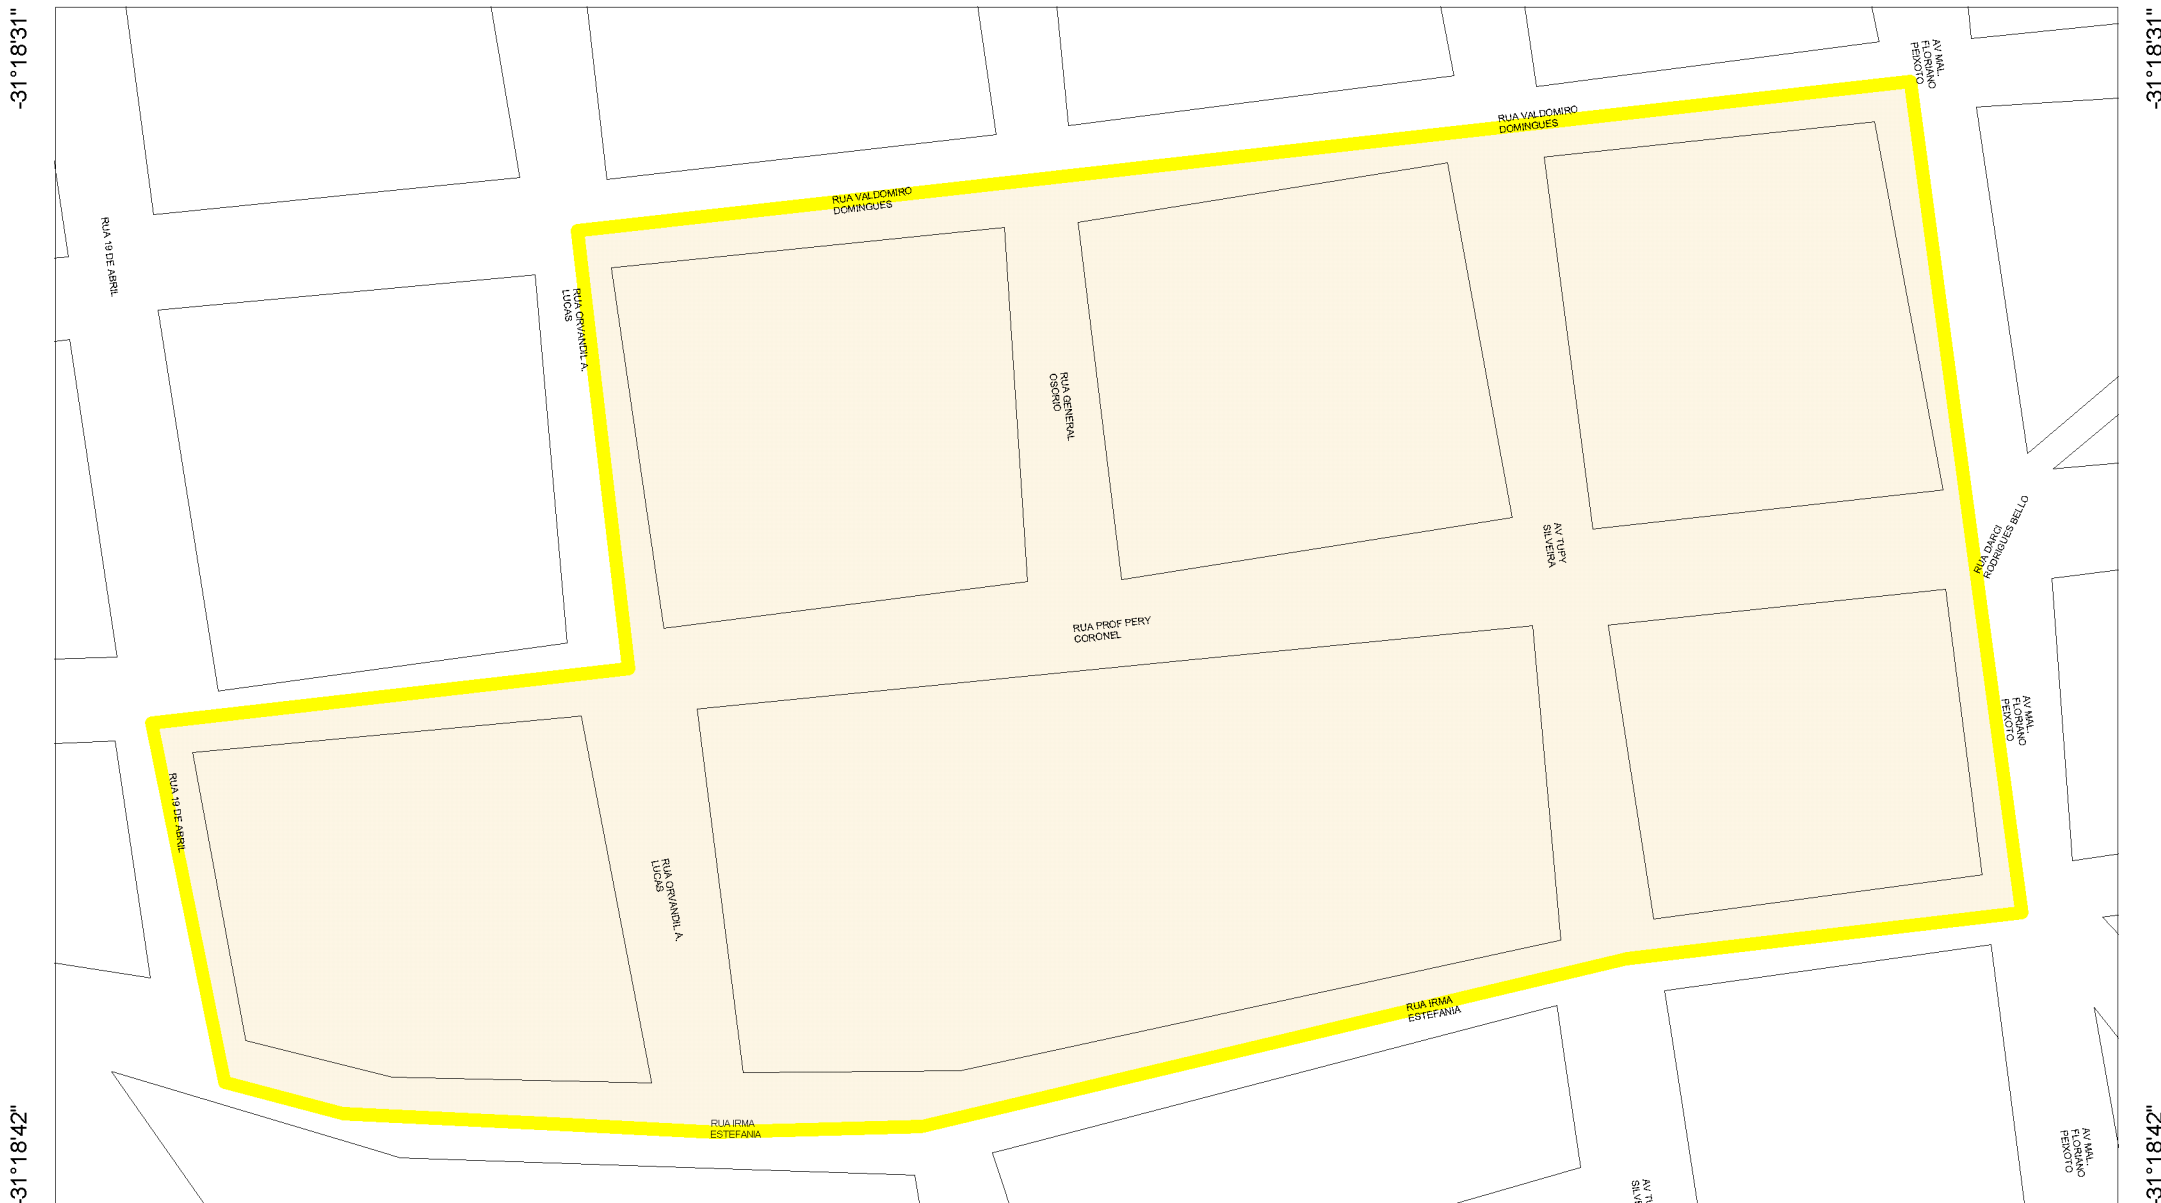 -31°18'31"
-31°18'31"
AV MAL.
FLORIANO
PEIXOTO
RUA VALDOMIRO
DOMINGUES
RUA VALDOMIRO
DOMINGUES
RUA 19 DE ABRIL
RUA ORVANDIL A.
LUCAS
RUA GENERAL
OSORIO
AV TUPY
SILVEIRA
RUA DARCI
RODRIGUES BELLO
RUA PROF PERY
CORONEL
AV MAL.
FLORIANO
PEIXOTO
RUA 19 DE ABRIL
RUA ORVANDIL A.
LUCAS
RUA IRMA
ESTEFANIA
RUA IRMA
ESTEFANIA
-31°18'42"
-31°18'42"
AV MAL.
FLORIANO
PEIXOTO
AV TU
SILVE